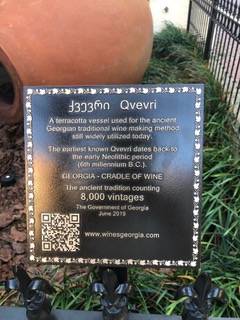 ქვევრი Qvevri
A terracotta vessel used for the ancient
Georgian traditional wine making method
still widely utilized today.
The earliest known Qvevri dates back to
the early Neolithic period
(6th millennium B.C.).
GEORGIA - CRADLE OF WINE
The ancient tradition counting
8,000 vintages
The Government of Georgia
June 2019
www.winesgeorgia.com